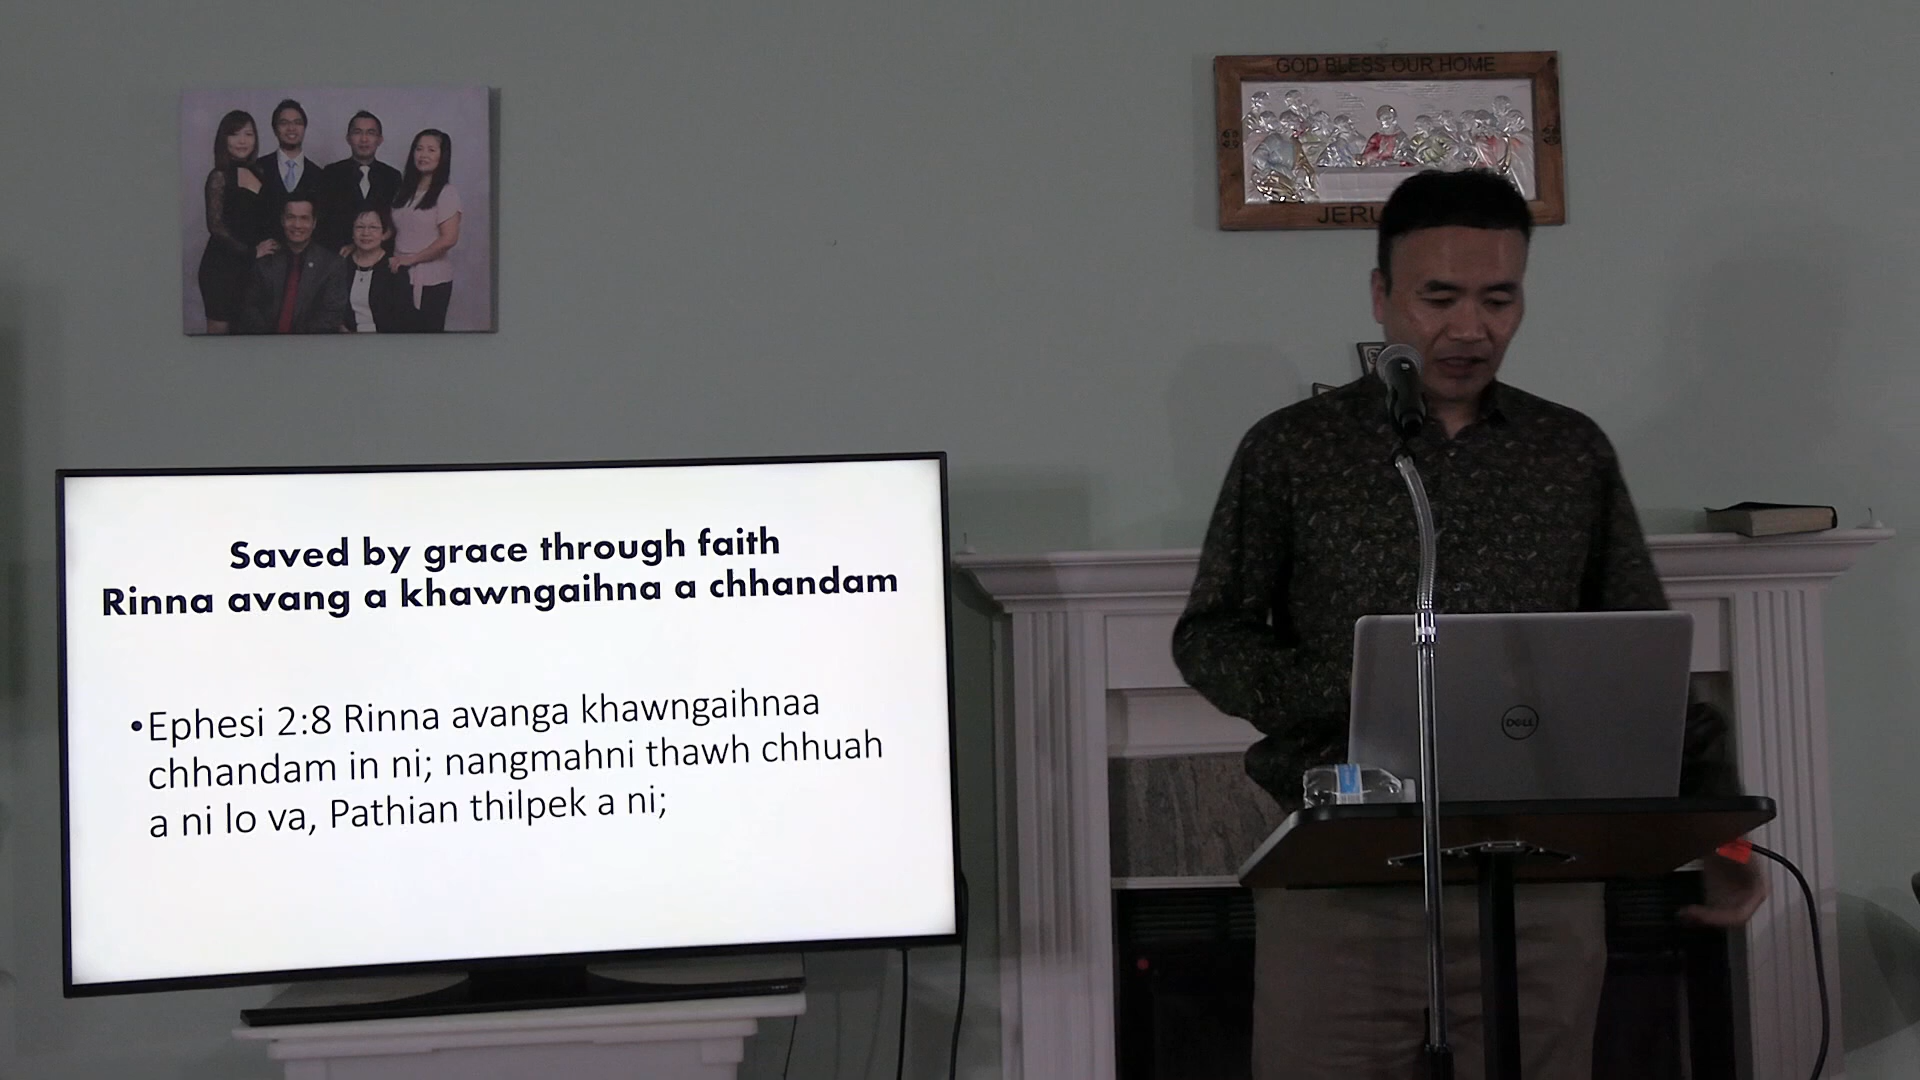 GOD BLESS OUR HOME
Saved by grace through faith
Rinna avang a khawngaihna a chhandam
•Ephesi 2:8 Rinna avanga khawngaihnaa
chhandam in ni; nangmahni thawh chhuah
a ni lo va, Pathian thilpek a ni;
DELL